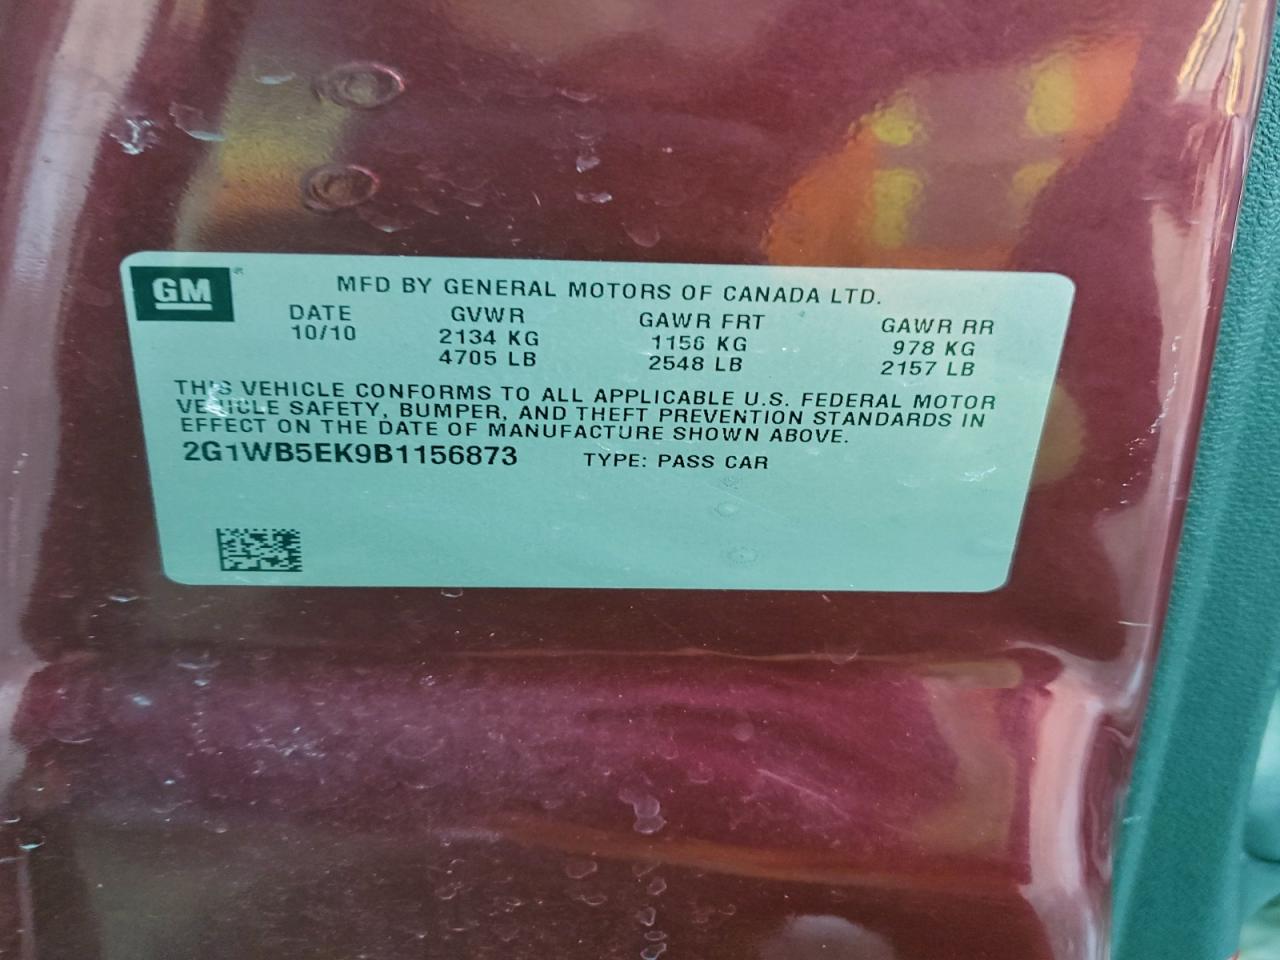 GM®
MFD BY GENERAL MOTORS OF CANADA LTD.
DATE GVWR GAWR FRT GAWR RR
10/10 2134 KG 1156 KG 978 KG
4705 LB 2548 LB 2157 LB
THIS VEHICLE CONFORMS TO ALL APPLICABLE U.S. FEDERAL MOTOR
VEHICLE SAFETY, BUMPER, AND THEFT PREVENTION STANDARDS IN
EFFECT ON THE DATE OF MANUFACTURE SHOWN ABOVE.
2G1WB5EK9B1156873 TYPE: PASS CAR